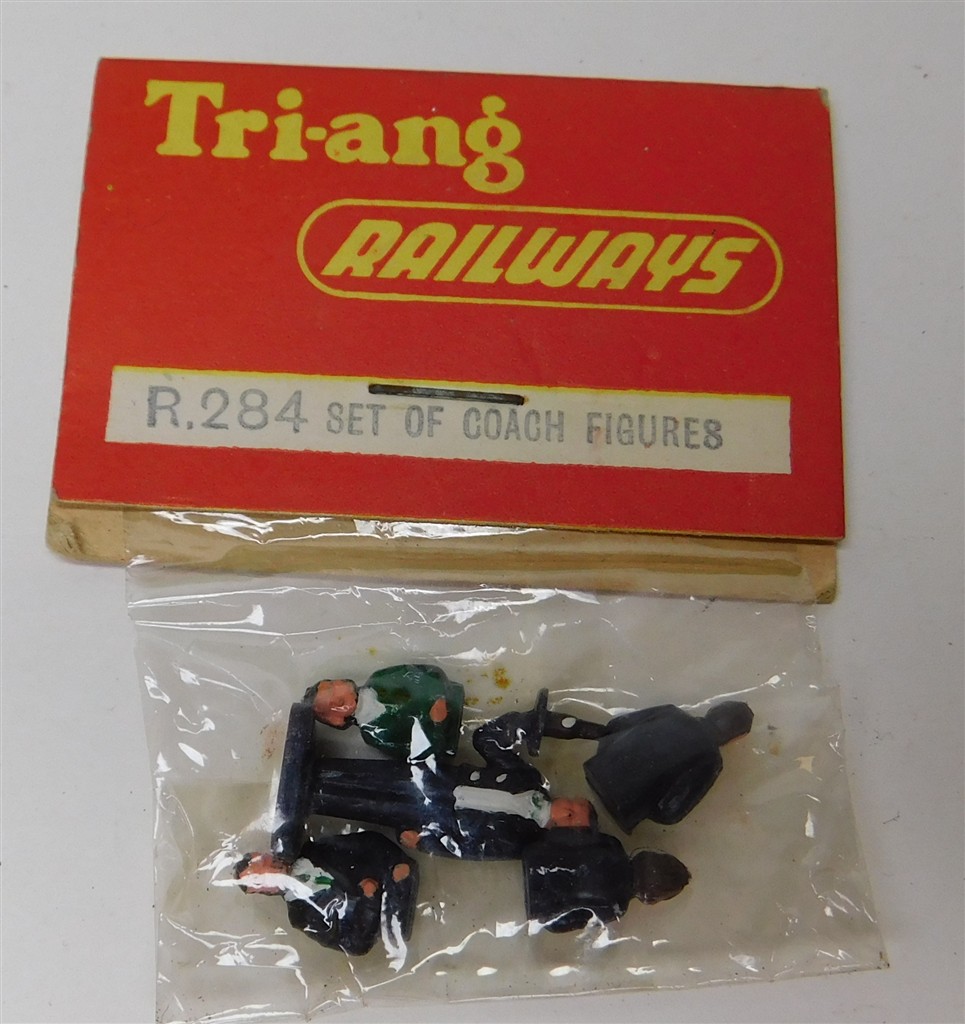 Tri-ang
RAILWAYS
R.284 SET OF COACH FIGURES